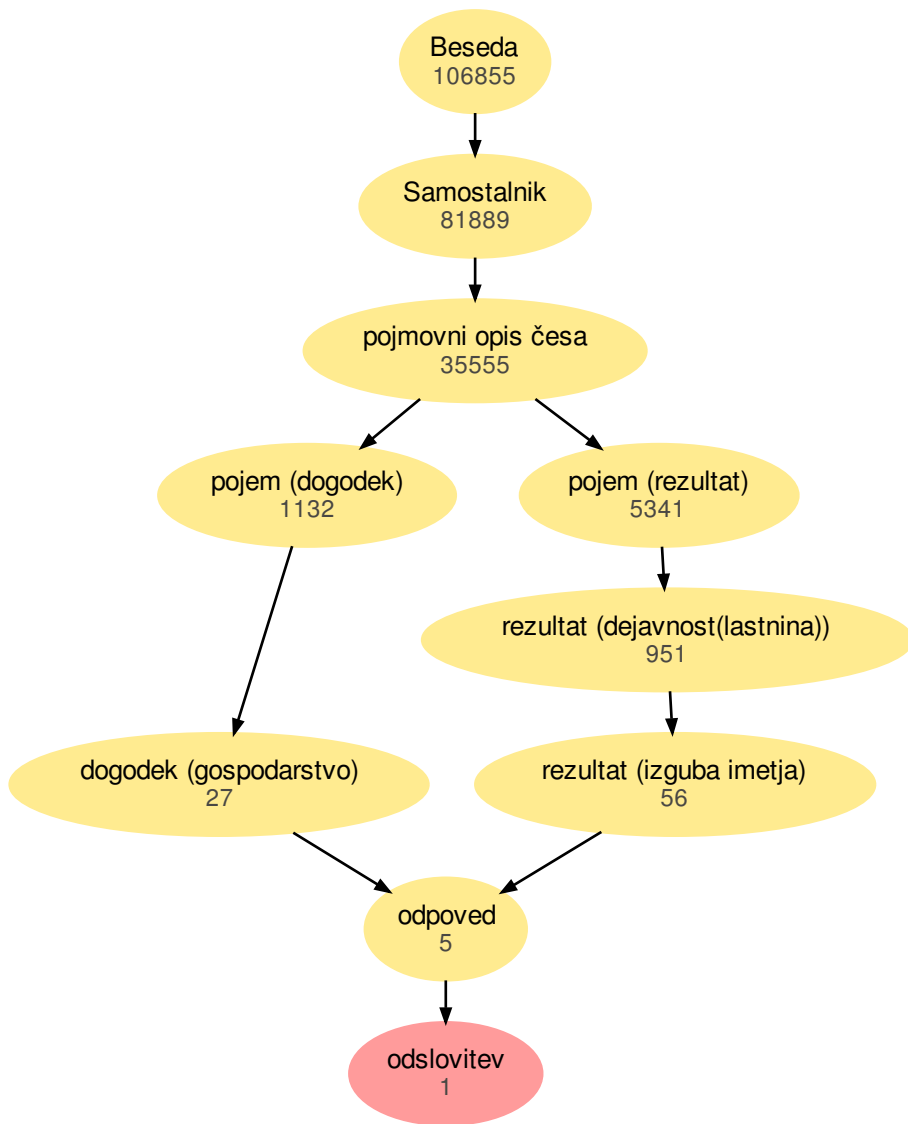 Beseda
106855
Samostalnik
81889
pojmovni opis česa
35555
pojem (dogodek)
1132
pojem (rezultat)
5341
rezultat (dejavnost(lastnina))
951
dogodek (gospodarstvo)
27
rezultat (izguba imetja)
56
odpoved
5
odslovitev
1